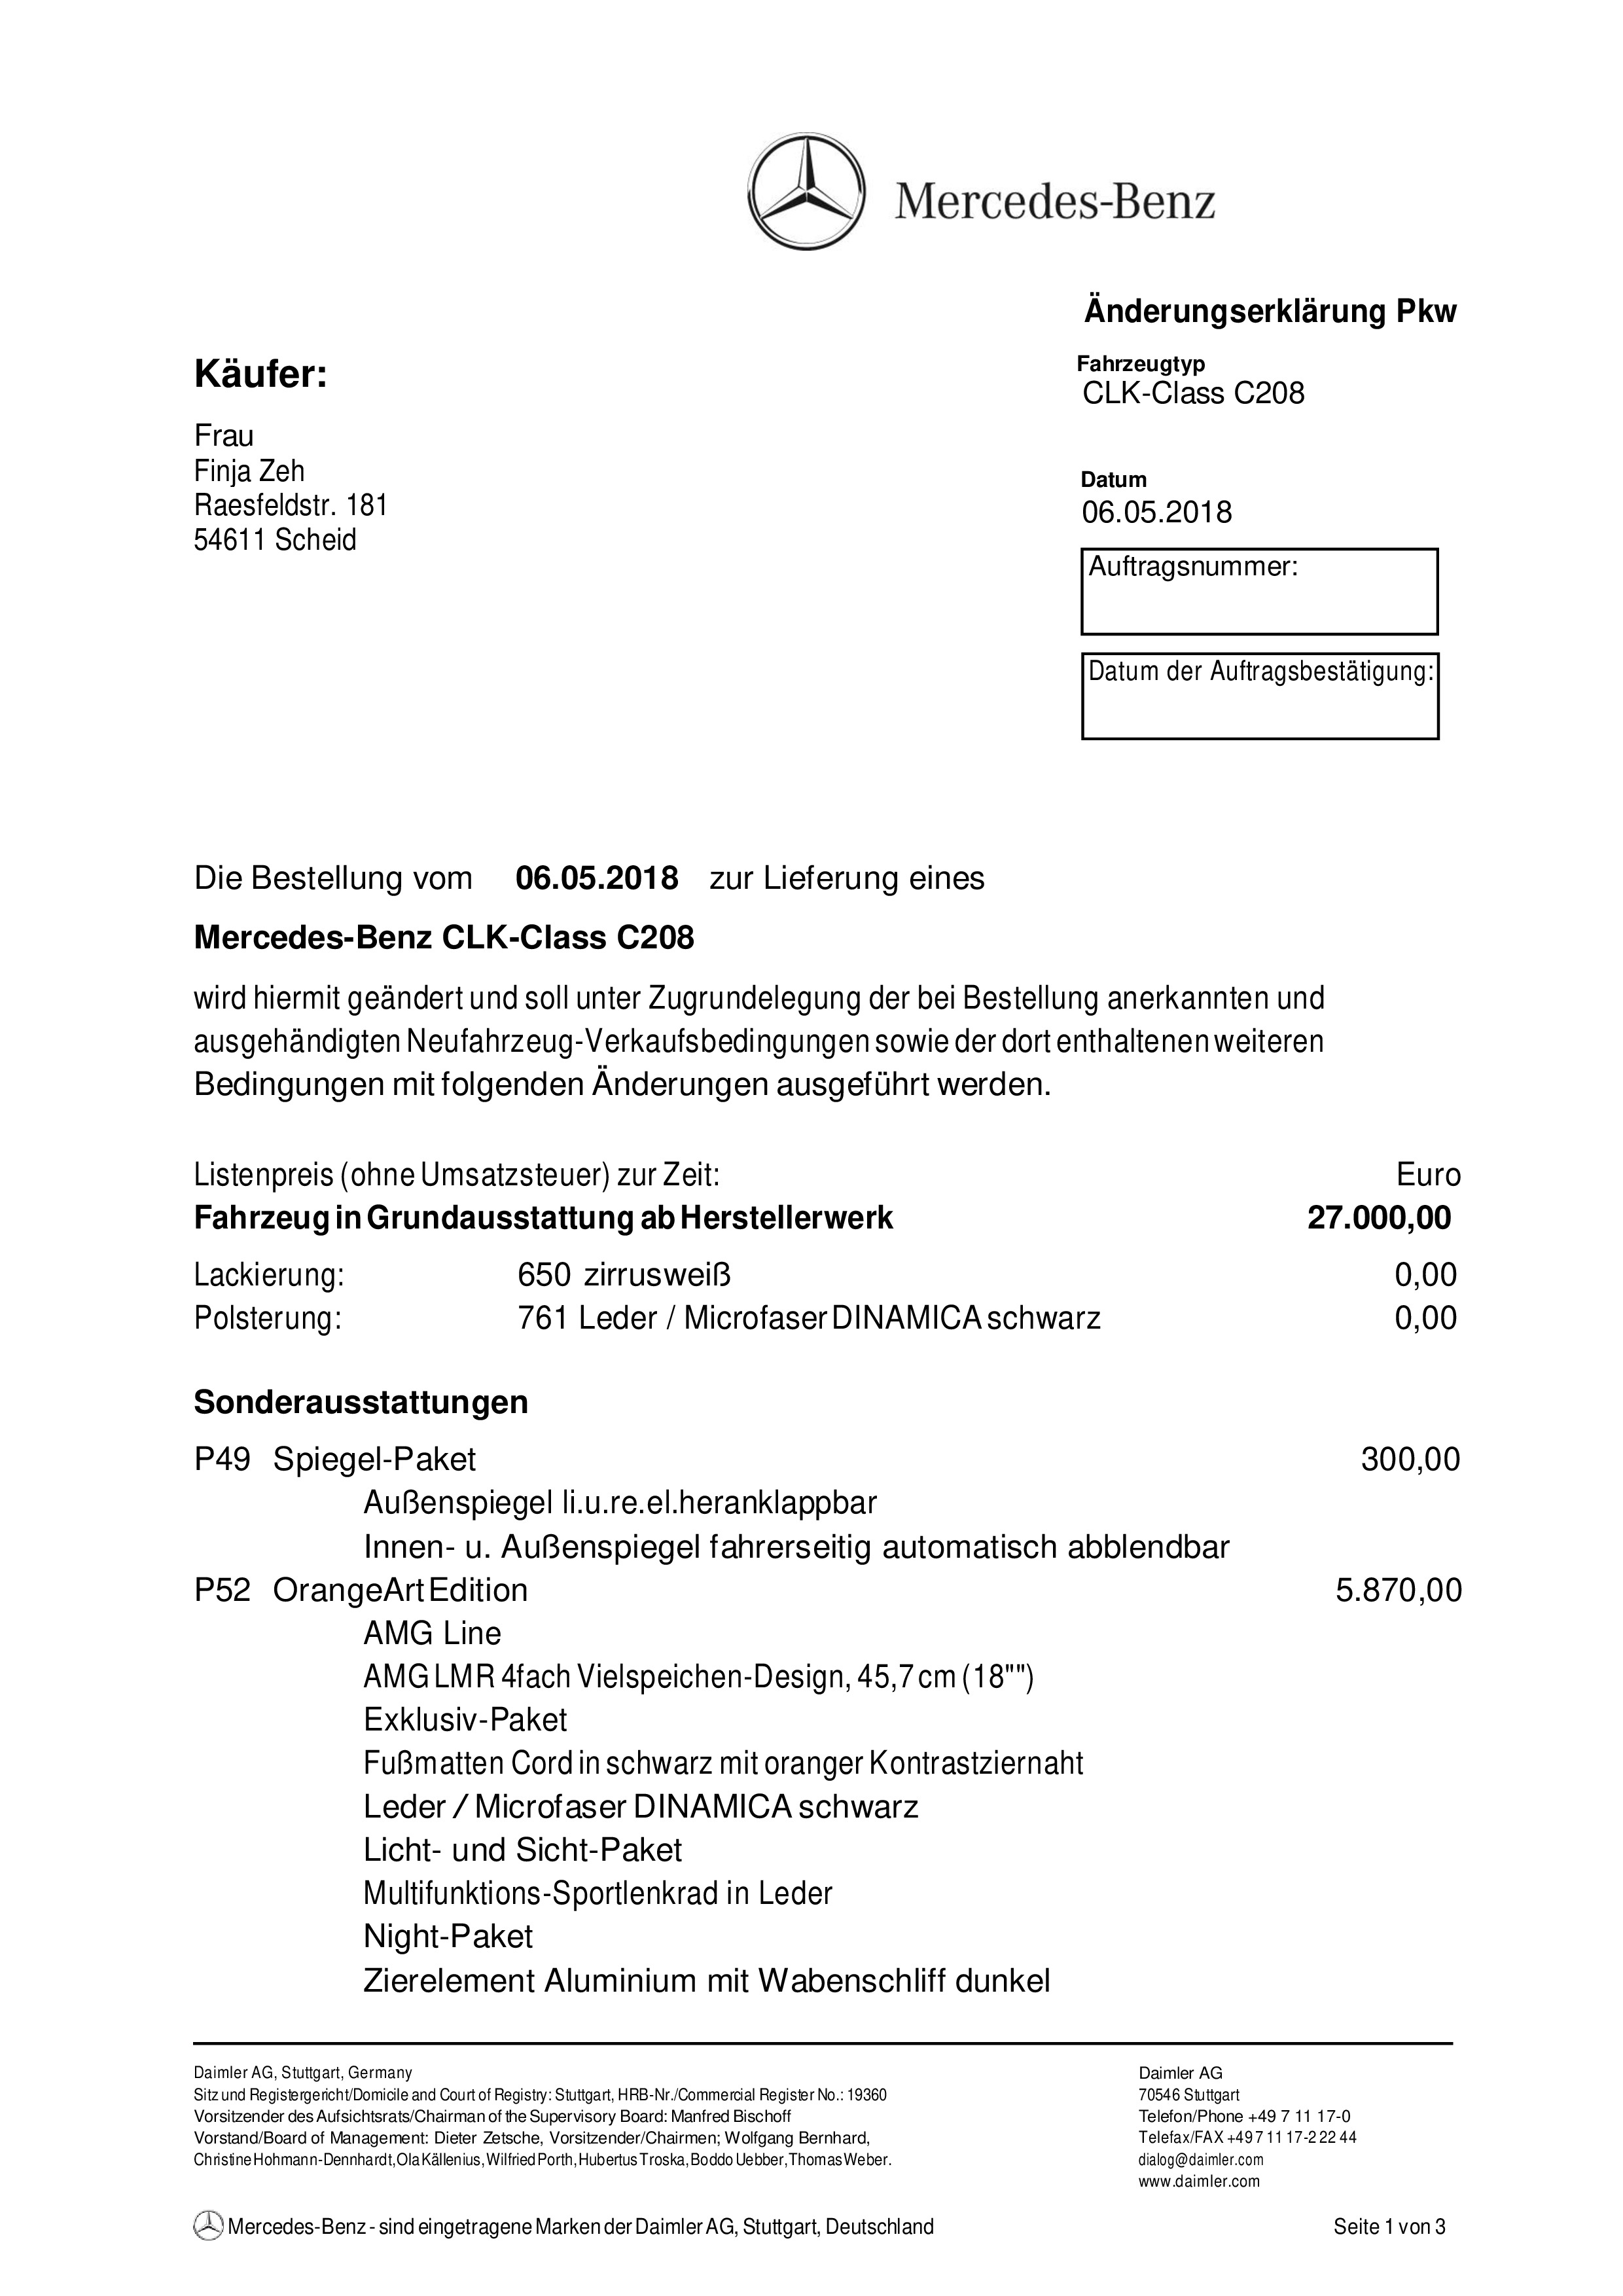 Mercedes-Benz
Änderungserklärung Pkw
Käufer:
Fahrzeugtyp
CLK-Class C208
Frau
Finja Zeh
Raesfeldstr. 181
54611 Scheid
Datum
06.05.2018
Auftragsnummer:
Datum der Auftragsbestätigung:
Die Bestellung vom 06.05.2018 zur Lieferung eines
Mercedes-Benz CLK-Class C208
wird hiermit geändert und soll unter Zugrundelegung der bei Bestellung anerkannten und
ausgehändigten Neufahrzeug-Verkaufsbedingungen sowie der dort enthaltenen weiteren
Bedingungen mit folgenden Änderungen ausgeführt werden.
Listenpreis (ohne Umsatzsteuer) zur Zeit: Euro
Fahrzeug in Grundausstattung ab Herstellerwerk 27.000,00
Lackierung: 650 zirrusweiß 0,00
Polsterung: 761 Leder / Microfaser DINAMICA schwarz 0,00
Sonderausstattungen
P49 Spiegel-Paket 300,00
Außenspiegel li.u.re.el.heranklappbar
Innen- u. Außenspiegel fahrerseitig automatisch abblendbar
P52 OrangeArt Edition 5.870,00
AMG Line
AMG LMR 4fach Vielspeichen-Design, 45,7 cm (18"")
Exklusiv-Paket
Fußmatten Cord in schwarz mit oranger Kontrastziernaht
Leder / Microfaser DINAMICA schwarz
Licht- und Sicht-Paket
Multifunktions-Sportlenkrad in Leder
Night-Paket
Zierelement Aluminium mit Wabenschliff dunkel
Daimler AG, Stuttgart, Germany
Sitz und Registergericht/Domicile and Court of Registry: Stuttgart, HRB-Nr./Commercial Register No.: 19360
Vorsitzender des Aufsichtsrats/Chairman of the Supervisory Board: Manfred Bischoff
Vorstand/Board of Management: Dieter Zetsche, Vorsitzender/Chairmen; Wolfgang Bernhard,
Christine Hohmann-Dennhardt, Ola Källenius, Wilfried Porth, Hubertus Troska, Boddo Uebber, Thomas Weber.
Daimler AG
70546 Stuttgart
Telefon/Phone +49 7 11 17-0
Telefax/FAX +49 7 11 17-2 22 44
dialog@daimler.com
www.daimler.com
Mercedes-Benz - sind eingetragene Marken der Daimler AG, Stuttgart, Deutschland Seite 1 von 3